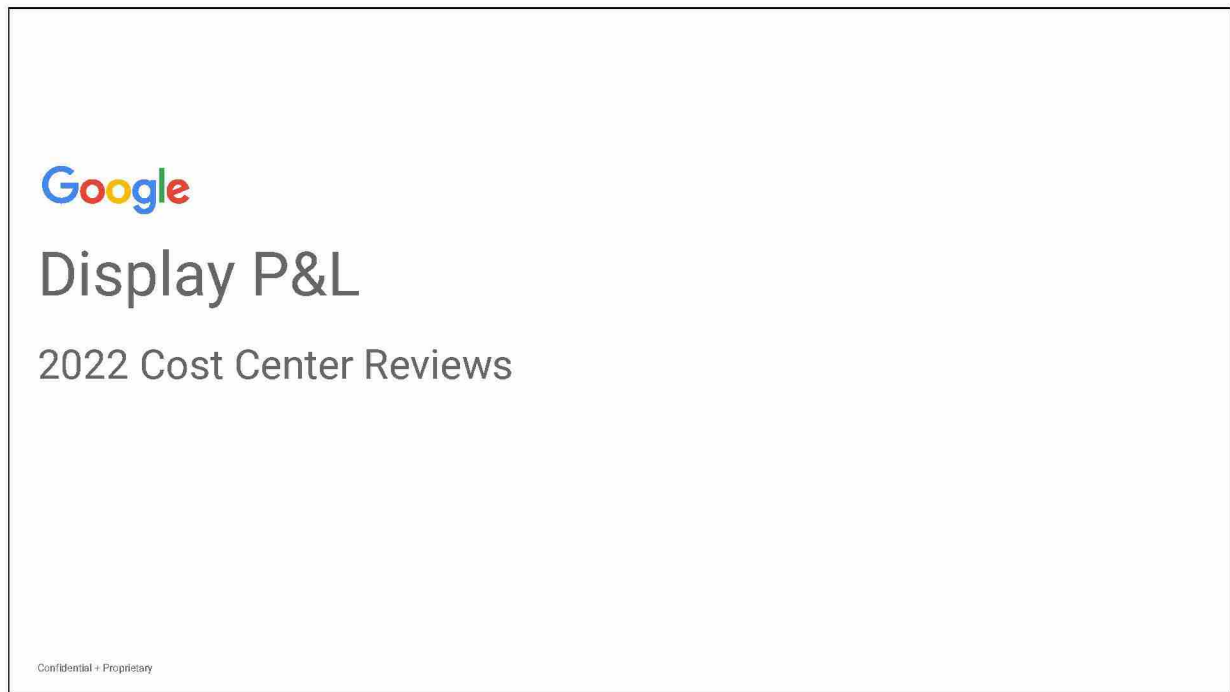 Google
Display P&L
2022 Cost Center Reviews
Confidential + Proprietary